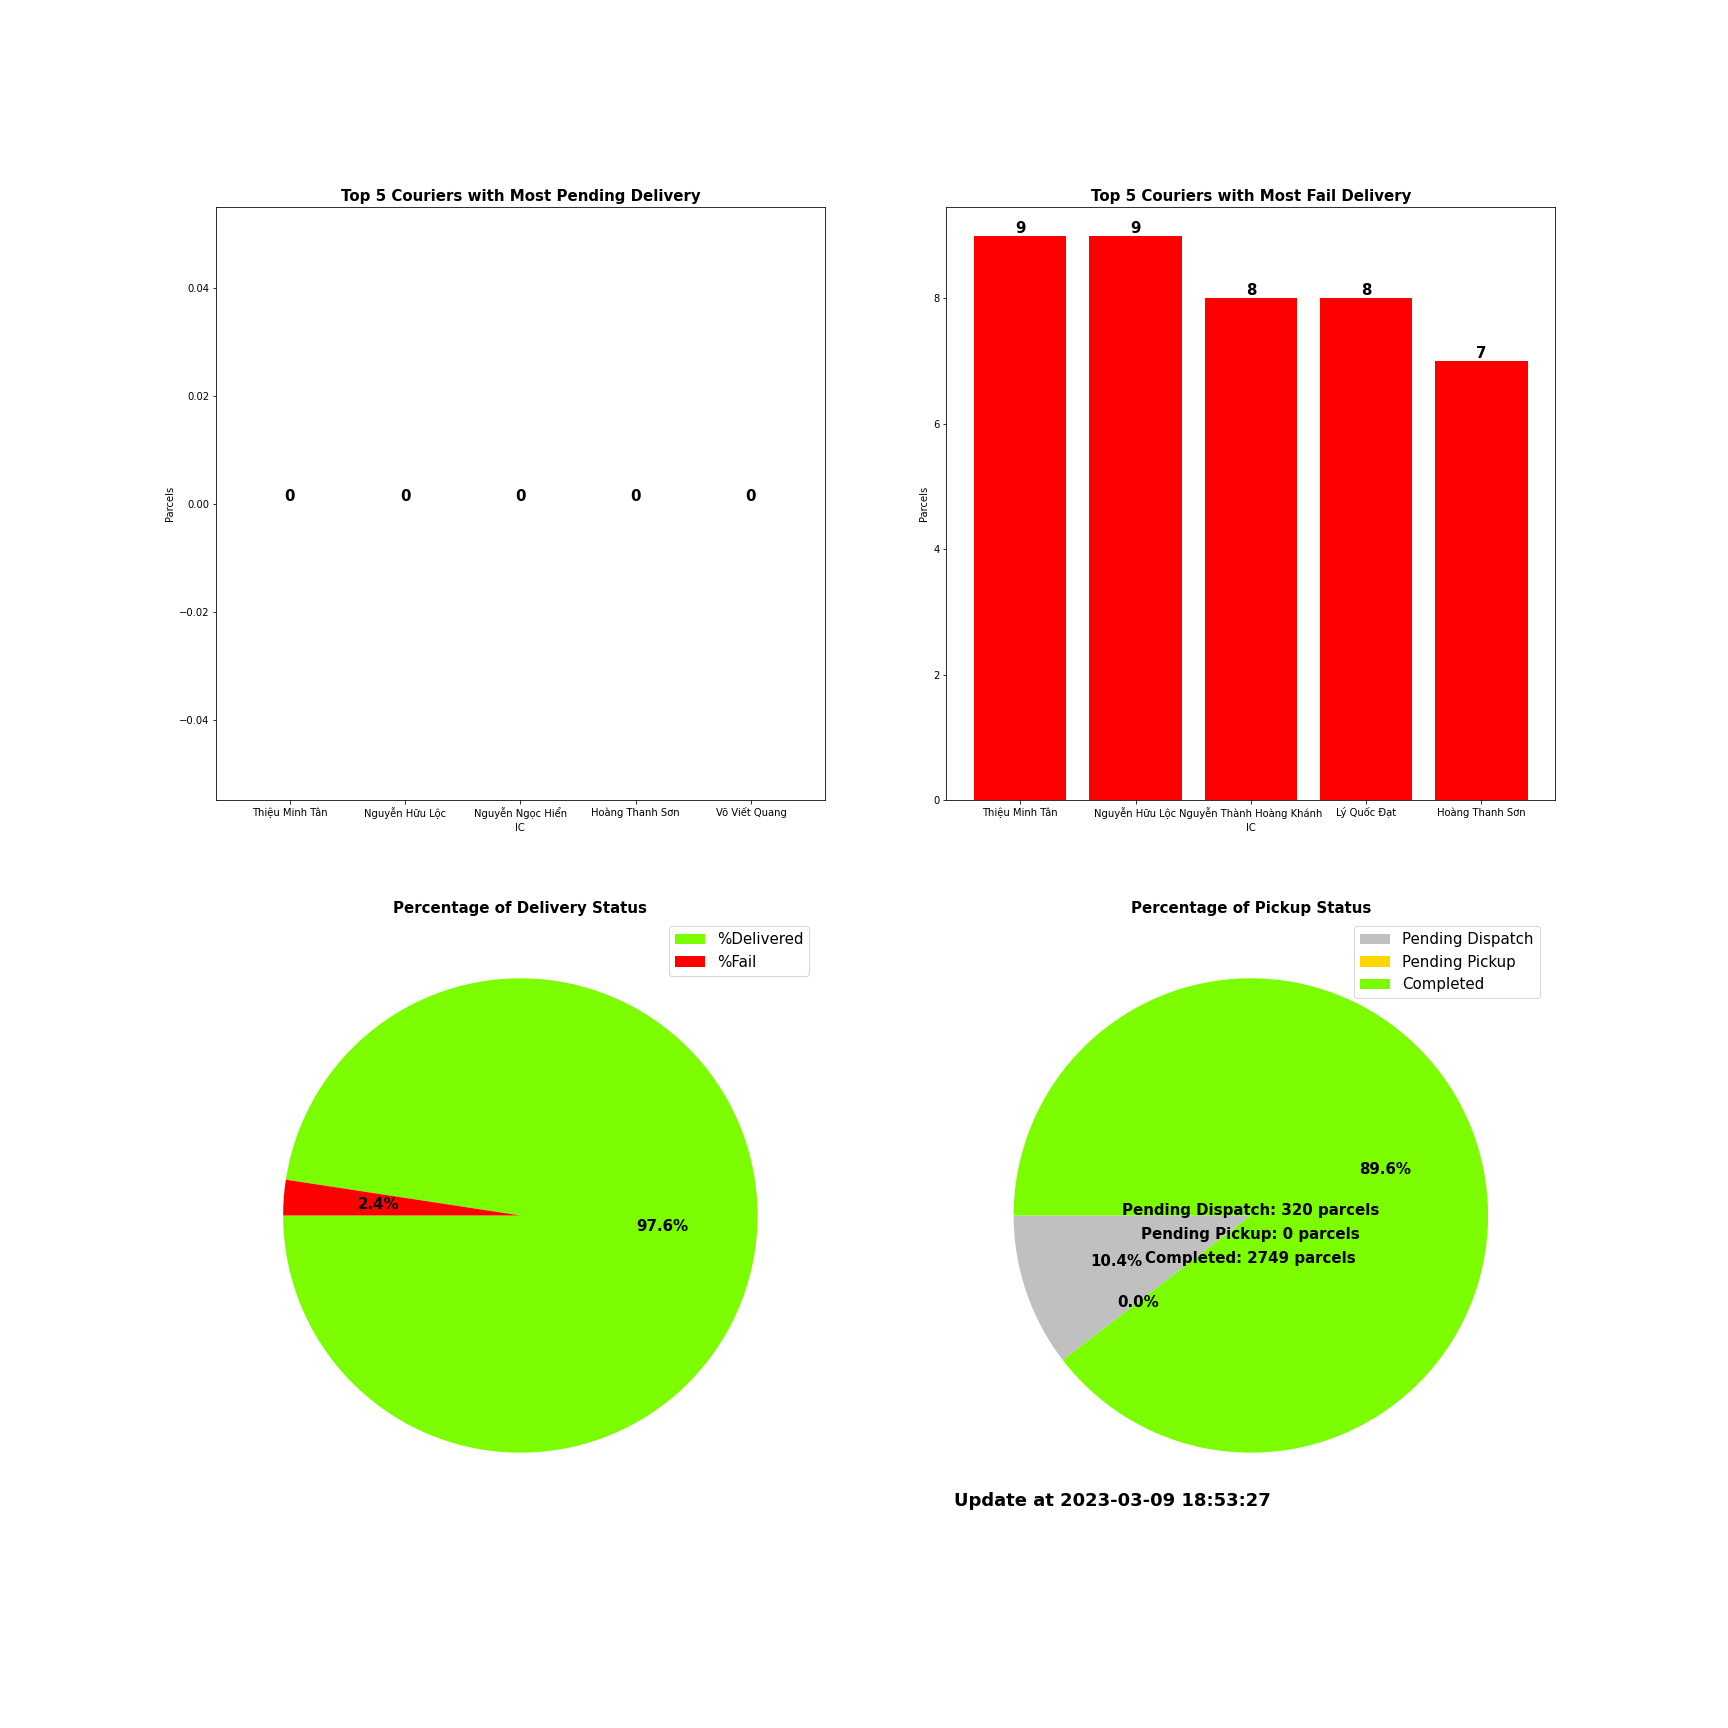 Top 5 Couriers with Most Pending Delivery
Parcels
0.04
0.02
0.00
−0.02
−0.04
0 0 0 0 0
Thiệu Minh Tân Nguyễn Hữu Lộc Nguyễn Ngọc Hiển Hoàng Thanh Sơn Võ Viết Quang
IC
Top 5 Couriers with Most Fail Delivery
Parcels
8
6
4
2
0
9 9 8 8 7
Thiệu Minh Tân Nguyễn Hữu Lộc Nguyễn Thành Hoàng Khánh Lý Quốc Đạt Hoàng Thanh Sơn
IC
Percentage of Delivery Status
%Delivered
%Fail
2.4%
97.6%
Percentage of Pickup Status
Pending Dispatch
Pending Pickup
Completed
89.6%
Pending Dispatch: 320 parcels
Pending Pickup: 0 parcels
Completed: 2749 parcels
10.4%
0.0%
Update at 2023-03-09 18:53:27